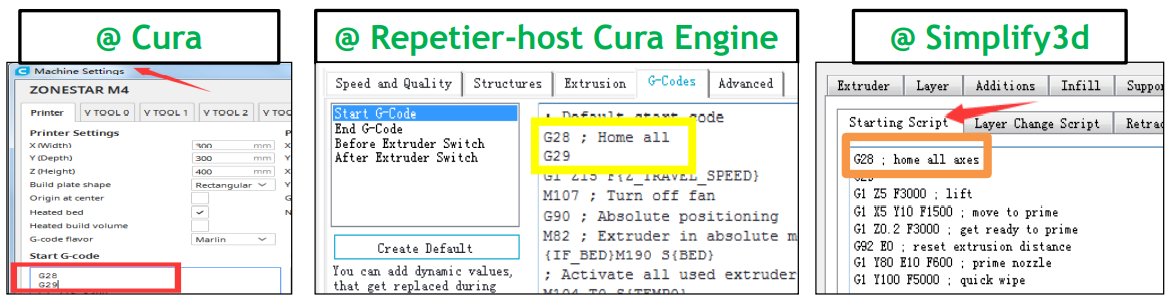 @ Cura
Machine Settings
ZONESTAR M4
Printer
Y TOOL 0
Y TOOL 1
Y TOOL 2
Y TO
Printer Settings
P
X (Width)
300
mm
X
Y (Depth)
300
mm
Y
Z (Height)
400
mm
X
Build plate shape
Rectangular
Y
Origin at center
G
Heated bed
N
Heated build volume
G-code flavor
Marlin
Start G-code
G28
G29
@ Repetier-host Cura Engine
Speed and Quality
Structures
Extrusion
G-Codes
Advanced
Start G-Code
End G-Code
Before Extruder Switch
After Extruder Switch
Create Default
You can add dynamic values,
that get replaced during
; Default start code
G28 ; Home all
G29
G1 Z15 F{Z_TRAVEL_SPEED}
M107 ; Turn off fan
G90 ; Absolute positioning
M82 ; Extruder in absolute m
{IF_BED}M190 S{BED}
; Activate all used extruder
M104 T0 S{TEMP0}
@ Simplify3d
Extruder
Layer
Additions
Infill
Suppor
Starting Script
Layer Change Script
Retrac
G28 ; home all axes
G29
G1 Z5 F3000 ; lift
G1 X5 Y10 F1500 ; move to prime
G1 Z0.2 F3000 ; get ready to prime
G92 E0 ; reset extrusion distance
G1 Y80 E10 F600 ; prime nozzle
G1 Y100 F5000 ; quick wipe